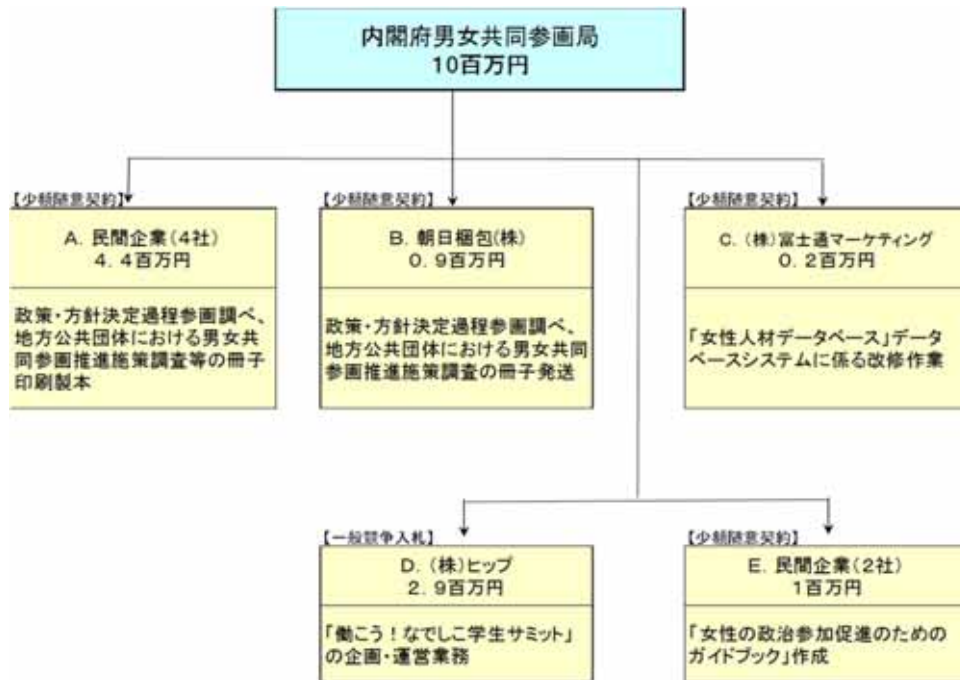 内閣府男女共同参画局
10百万円
【少額随意契約】
A. 民間企業(4社)
4. 4百万円
政策・方針決定過程参画調べ、
地方公共団体における男女共
同参画推進施策調査等の冊子
印刷製本
【少額随意契約】
B. 朝日梱包(株)
0. 9百万円
政策・方針決定過程参画調べ、
地方公共団体における男女共同
参画推進施策調査の冊子発送
【少額随意契約】
C. (株)富士通マーケティング
0. 2百万円
「女性人材データベース」データ
ベースシステムに係る改修作業
【一般競争入札】
D. (株)ヒップ
2. 9百万円
「働こう!なでしこ学生サミット」
の企画・運営業務
【少額随意契約】
E. 民間企業(2社)
1百万円
「女性の政治参加促進のための
ガイドブック」作成